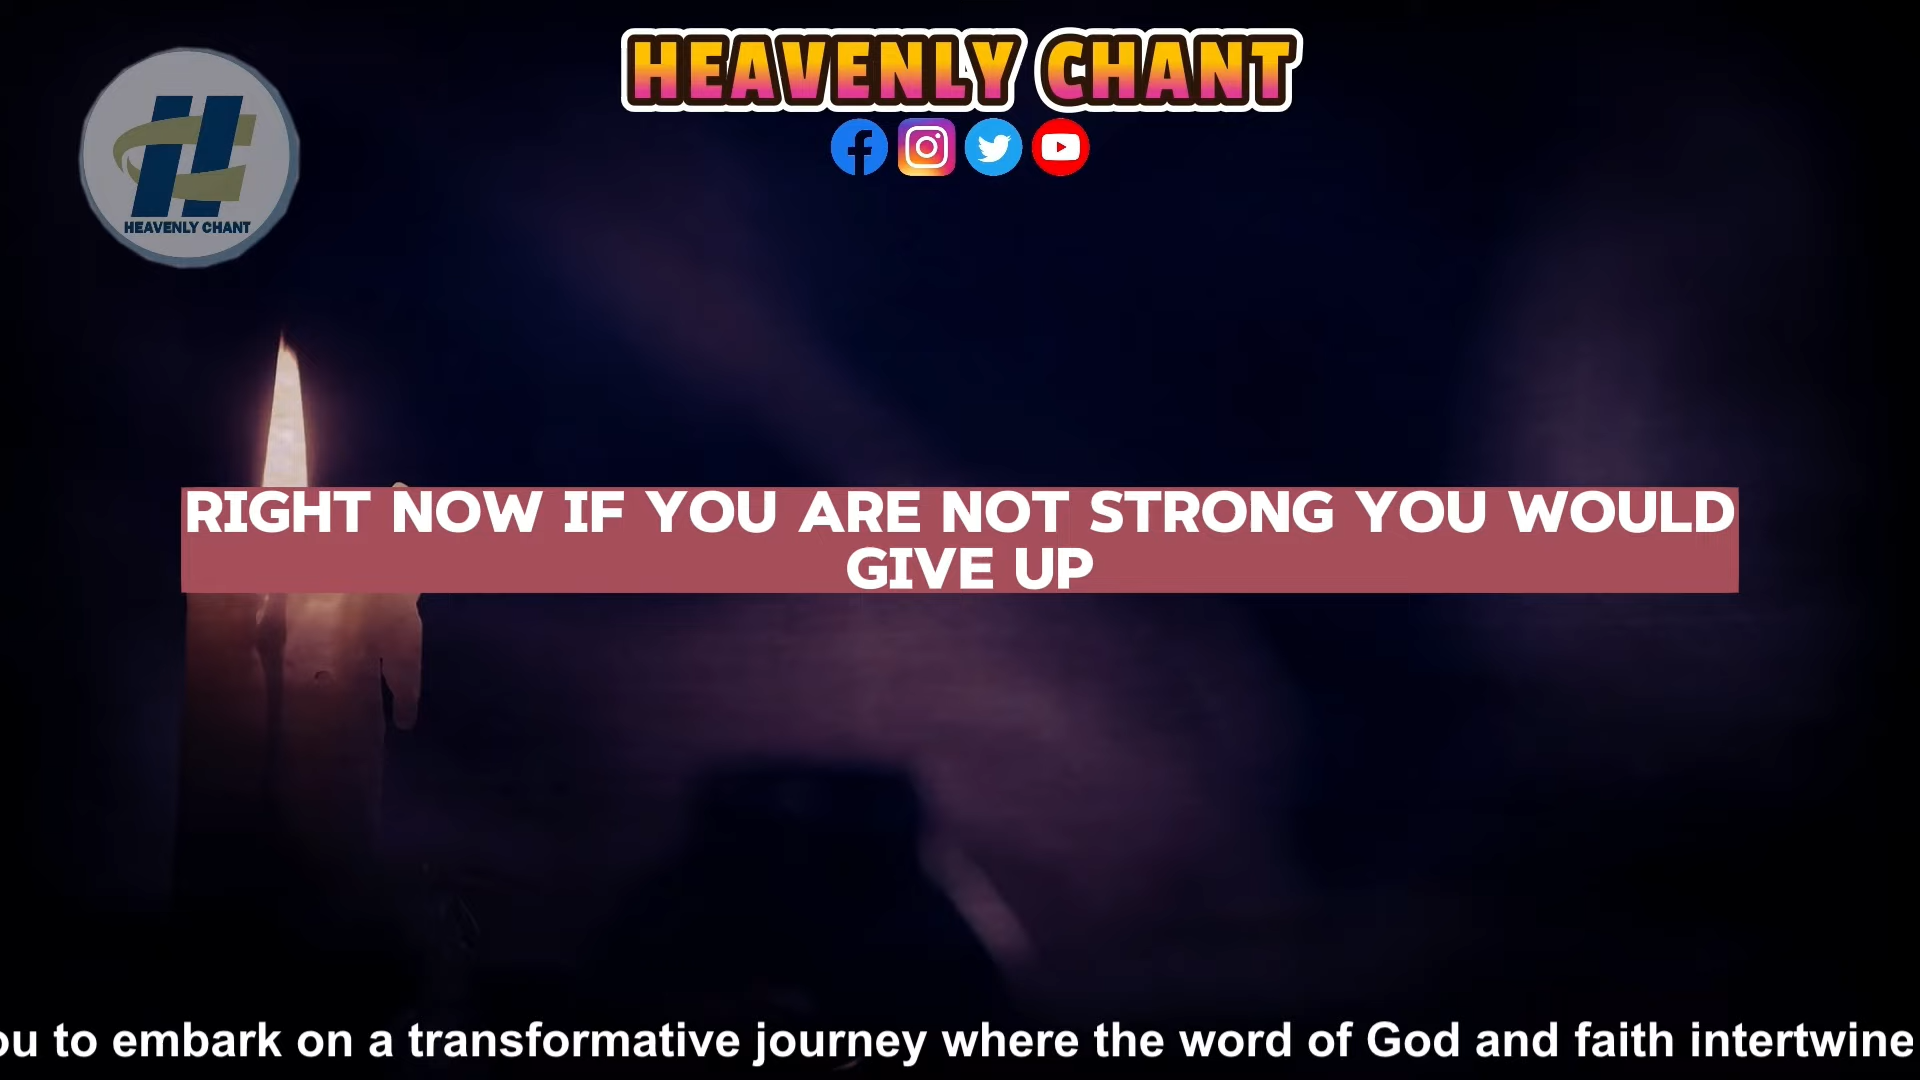 HEAVENLY CHANT
HEAVENLY CHANT
RIGHT NOW IF YOU ARE NOT STRONG YOU WOULD
GIVE UP
to embark on a transformative journey where the word of God and faith intertwine